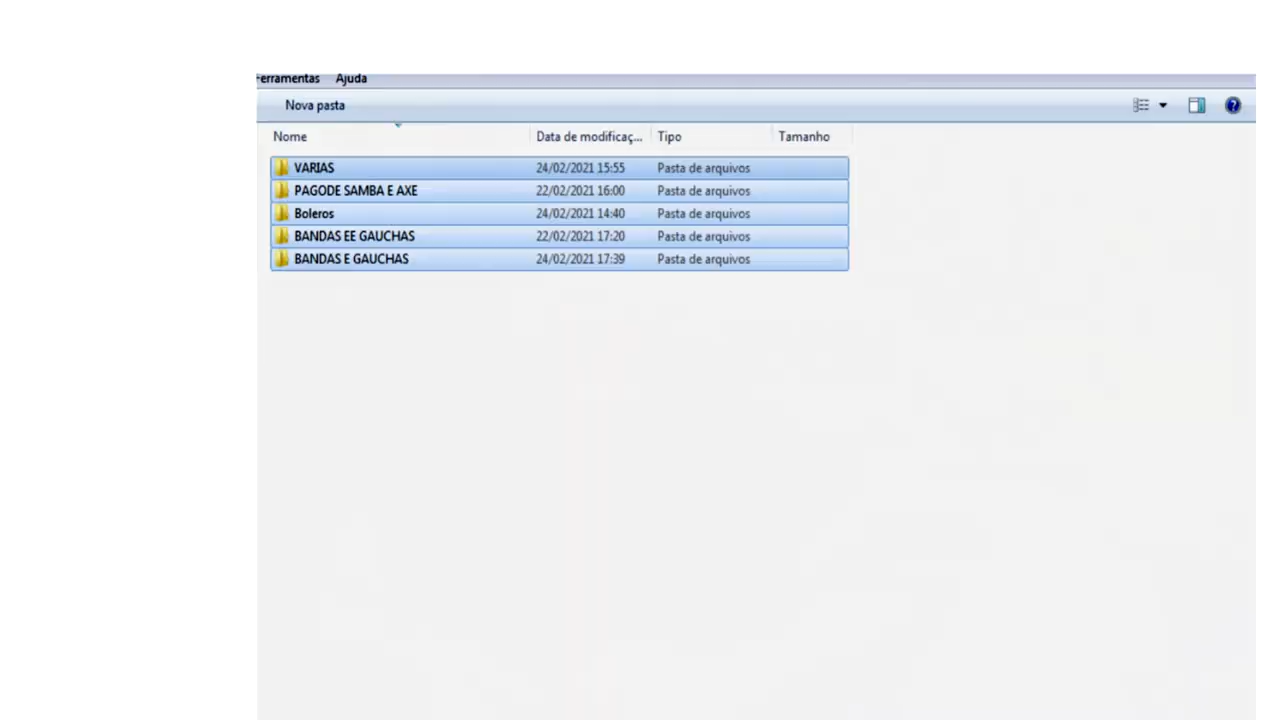 Ferramentas Ajuda
Nova pasta
Nome Data de modificaç... Tipo Tamanho
VARIAS 24/02/2021 15:55 Pasta de arquivos
PAGODE SAMBA E AXE 22/02/2021 16:00 Pasta de arquivos
Boleros 24/02/2021 14:40 Pasta de arquivos
BANDAS EE GAUCHAS 22/02/2021 17:20 Pasta de arquivos
BANDAS E GAUCHAS 24/02/2021 17:39 Pasta de arquivos